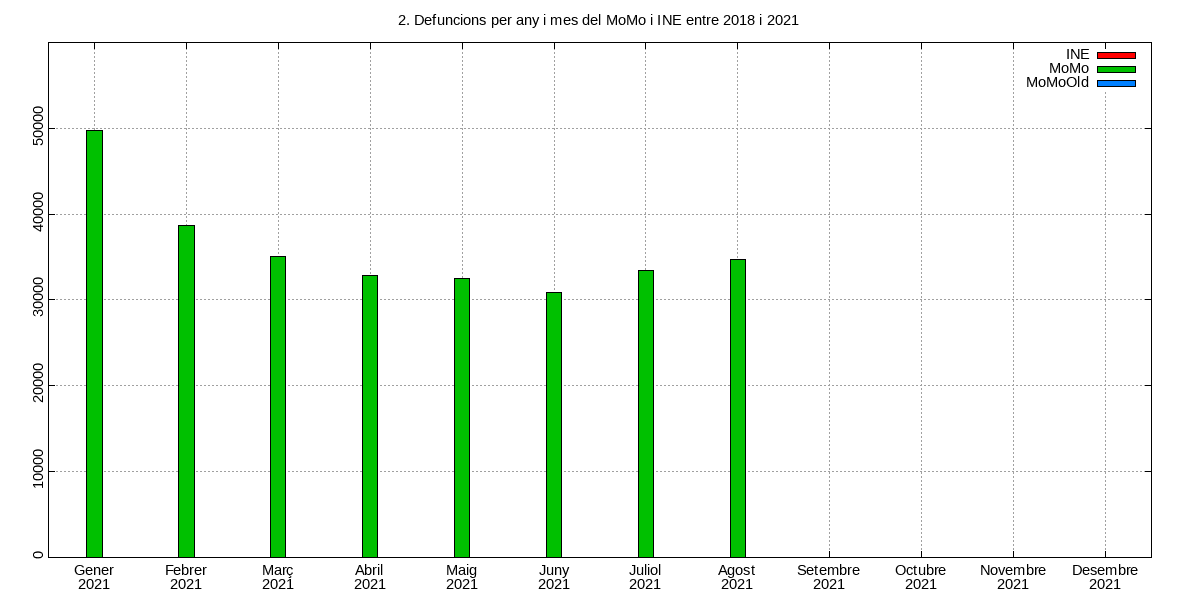 2. Defuncions per any i mes del MoMo i INE entre 2018 i 2021
INE
MoMo
MoMoOld
50000
40000
30000
20000
10000
0
Gener Febrer Març Abril Maig Juny Juliol Agost Setembre Octubre Novembre Desembre
2021 2021 2021 2021 2021 2021 2021 2021 2021 2021 2021 2021